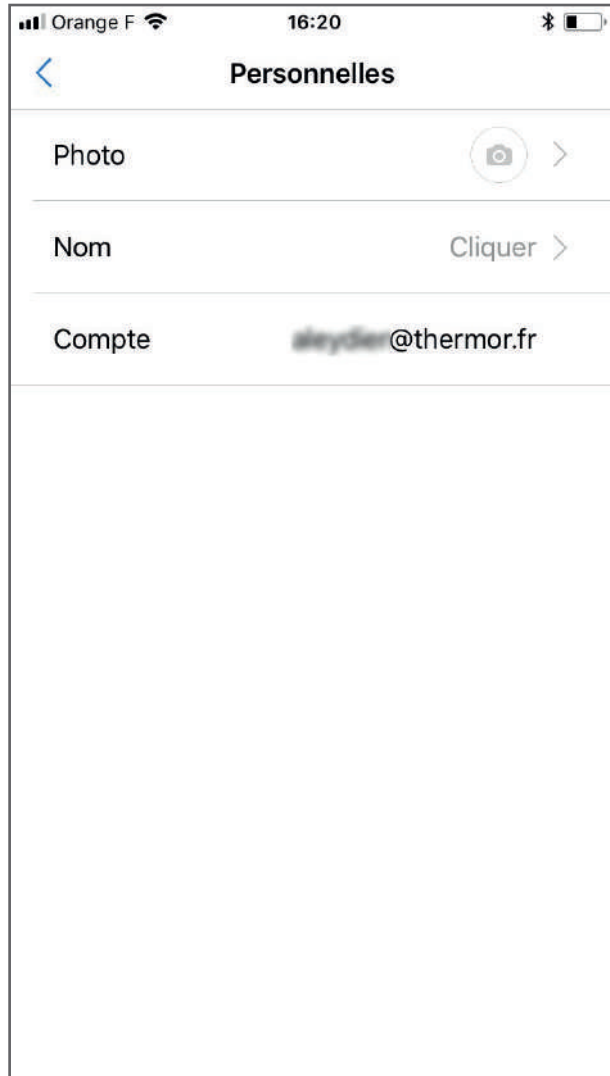 Orange F 16:20
Personnelles
Photo
Nom Cliquer
Compte @thermor.fr